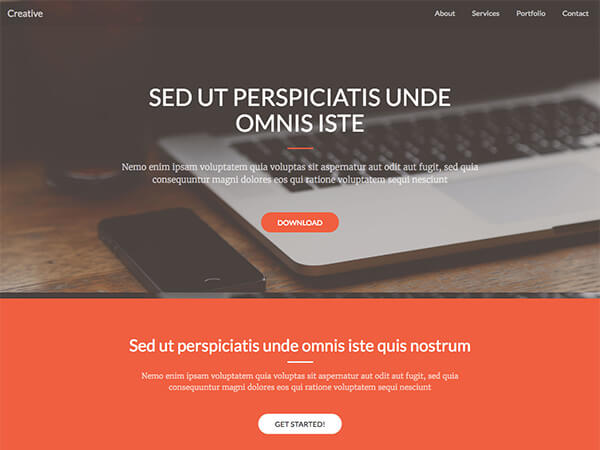 Creative
About Services Portfolio Contact
SED UT PERSPICIATIS UNDE
OMNIS ISTE
Nemo enim ipsam voluptatem quia voluptas sit aspernatur aut odit aut fugit, sed quia
consequuntur magni dolores eos qui ratione voluptatem sequi nesciunt
DOWNLOAD
Sed ut perspiciatis unde omnis iste quis nostrum
Nemo enim ipsam voluptatem quia voluptas sit aspernatur aut odit aut fugit, sed quia
consequuntur magni dolores eos qui ratione voluptatem sequi nesciunt
GET STARTED!